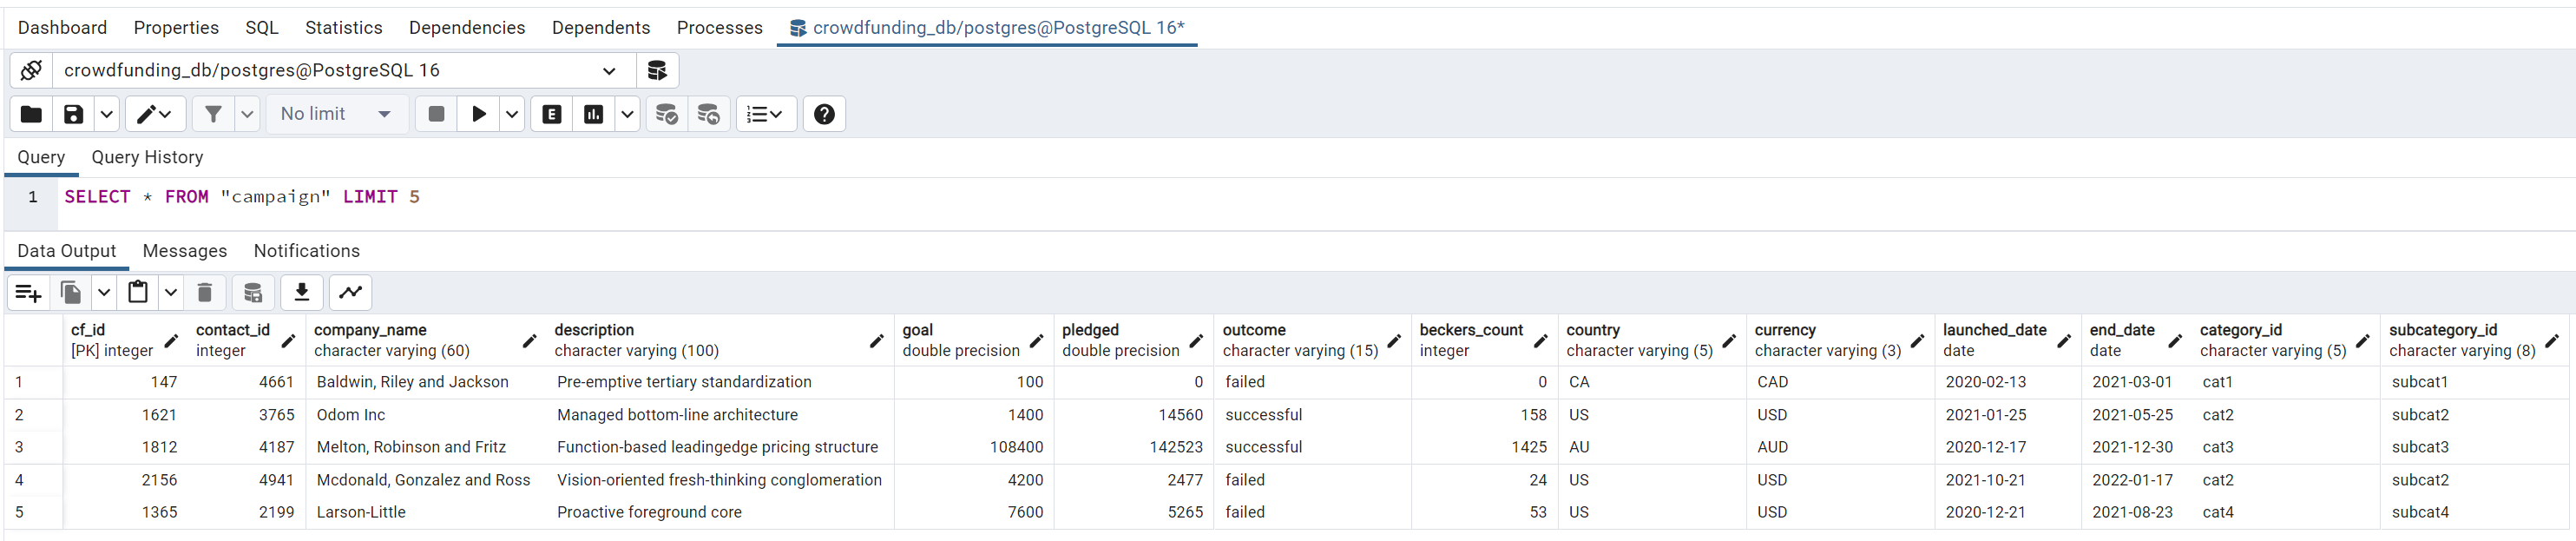 Dashboard Properties SQL Statistics Dependencies Dependents Processes crowdfunding_db/postgres@PostgreSQL 16*
crowdfunding_db/postgres@PostgreSQL 16
No limit E
Query Query History
1 SELECT * FROM "campaign" LIMIT 5
Data Output Messages Notifications
cf_id contact_id company_name description goal pledged outcome beckers_count country currency launched_date end_date category_id subcategory_id
[PK] integer integer character varying (60) character varying (100) double precision double precision character varying (15) integer character varying (5) character varying (3) date date character varying (5) character varying (8)
1 147 4661 Baldwin, Riley and Jackson Pre-emptive tertiary standardization 100 0 failed 0 CA CAD 2020-02-13 2021-03-01 cat1 subcat1
2 1621 3765 Odom Inc Managed bottom-line architecture 1400 14560 successful 158 US USD 2021-01-25 2021-05-25 cat2 subcat2
3 1812 4187 Melton, Robinson and Fritz Function-based leadingedge pricing structure 108400 142523 successful 1425 AU AUD 2020-12-17 2021-12-30 cat3 subcat3
4 2156 4941 Mcdonald, Gonzalez and Ross Vision-oriented fresh-thinking conglomeration 4200 2477 failed 24 US USD 2021-10-21 2022-01-17 cat2 subcat2
5 1365 2199 Larson-Little Proactive foreground core 7600 5265 failed 53 US USD 2020-12-21 2021-08-23 cat4 subcat4